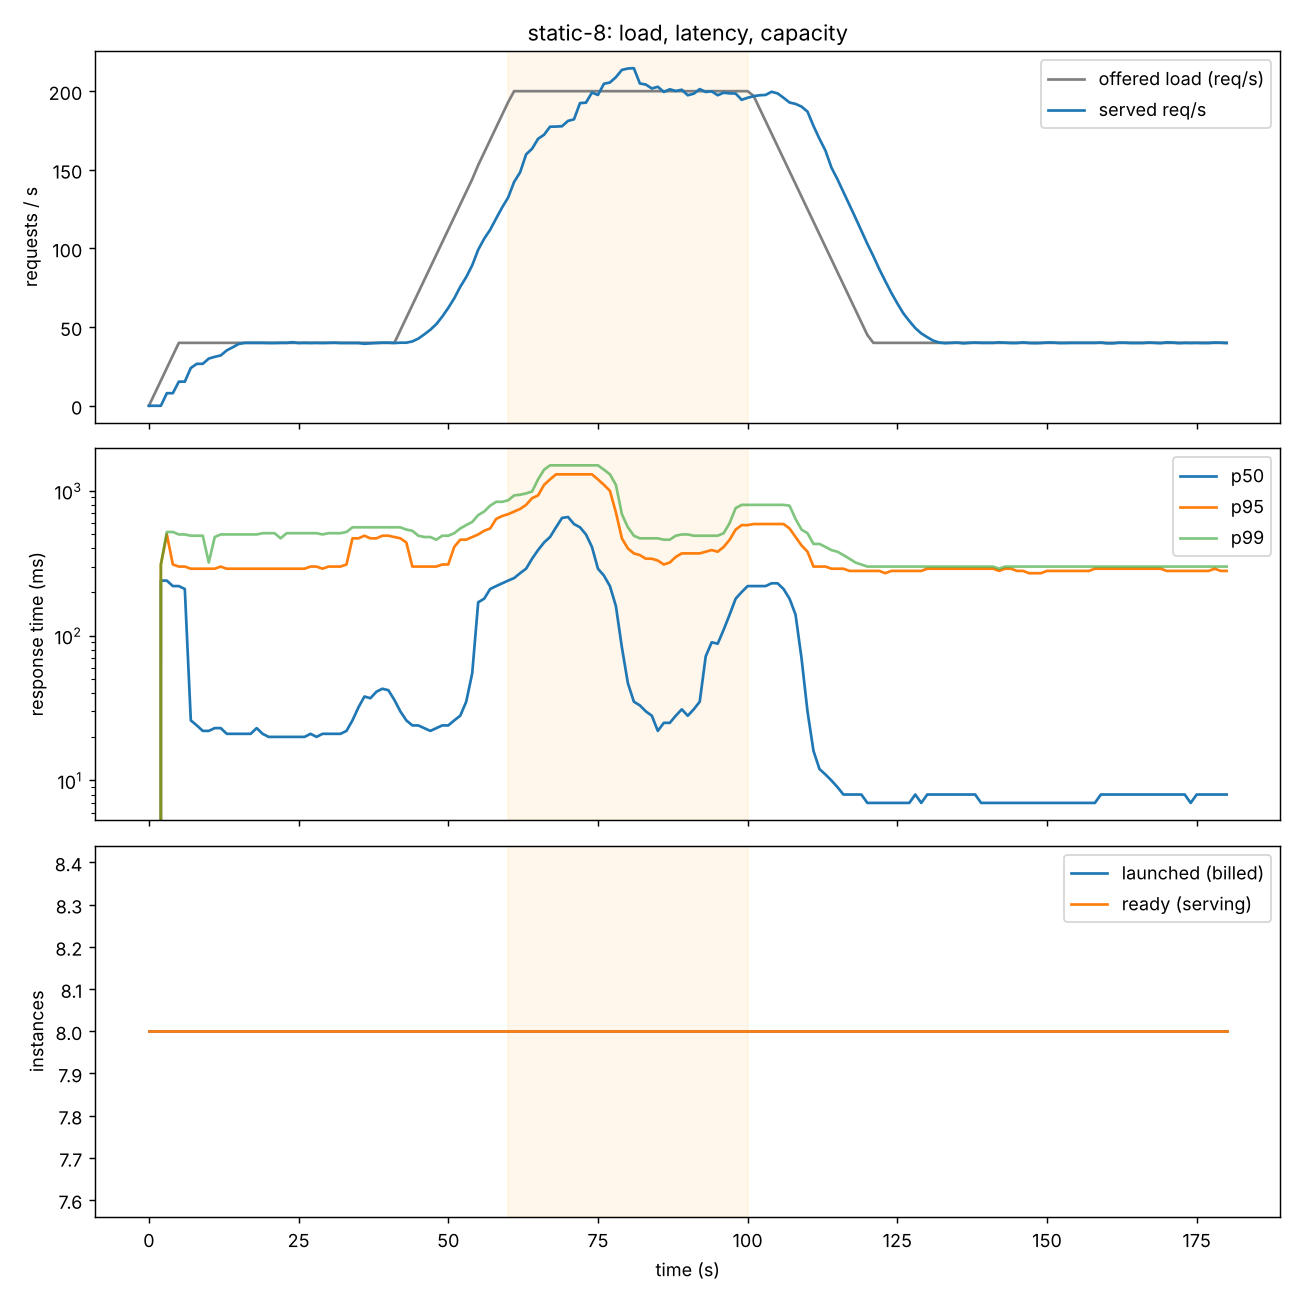 static-8: load, latency, capacity
offered load (req/s)
served req/s
requests / s
200
150
100
50
0
p50
p95
p99
response time (ms)
10³
10²
10¹
launched (billed)
ready (serving)
instances
8.4
8.3
8.2
8.1
8.0
7.9
7.8
7.7
7.6
0 25 50 75 100 125 150 175
time (s)